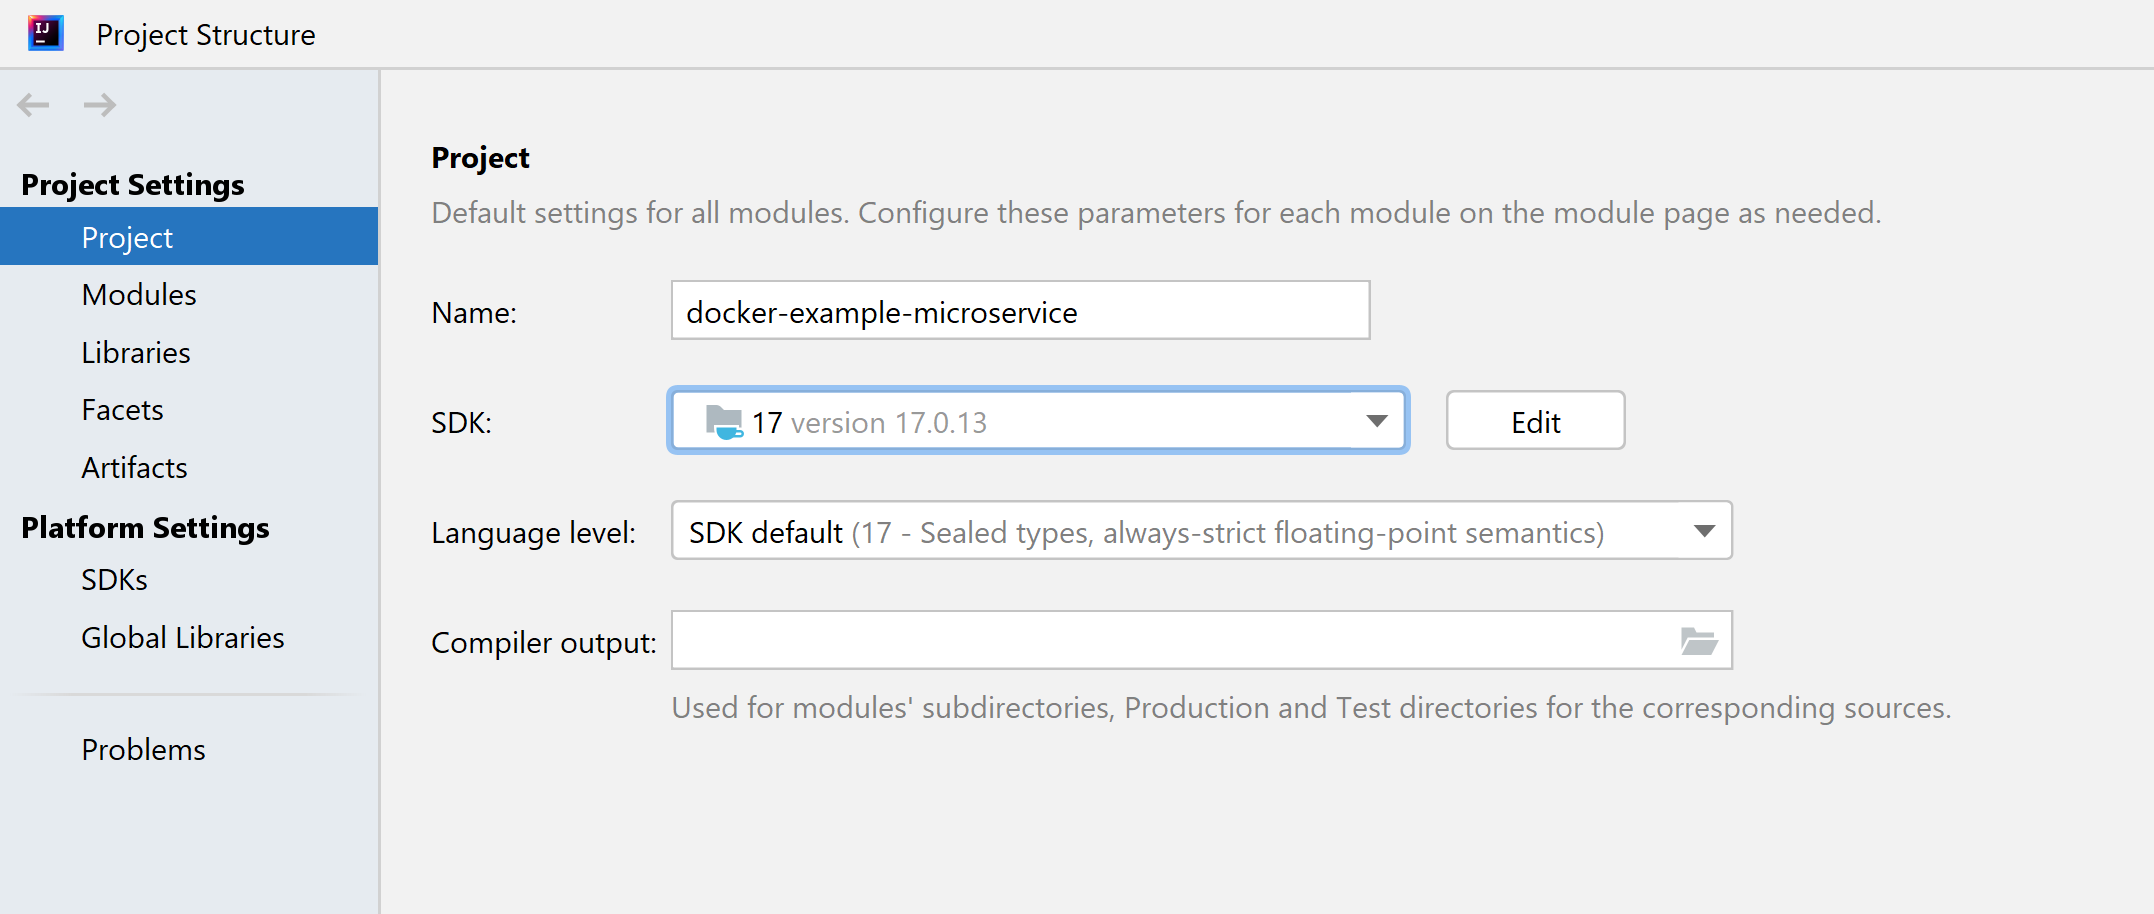 IJ
Project Structure
Project Settings
Project
Modules
Libraries
Facets
Artifacts
Platform Settings
SDKs
Global Libraries
Problems
Project
Default settings for all modules. Configure these parameters for each module on the module page as needed.
Name: docker-example-microservice
SDK: 17 version 17.0.13 Edit
Language level: SDK default (17 - Sealed types, always-strict floating-point semantics)
Compiler output:
Used for modules' subdirectories, Production and Test directories for the corresponding sources.